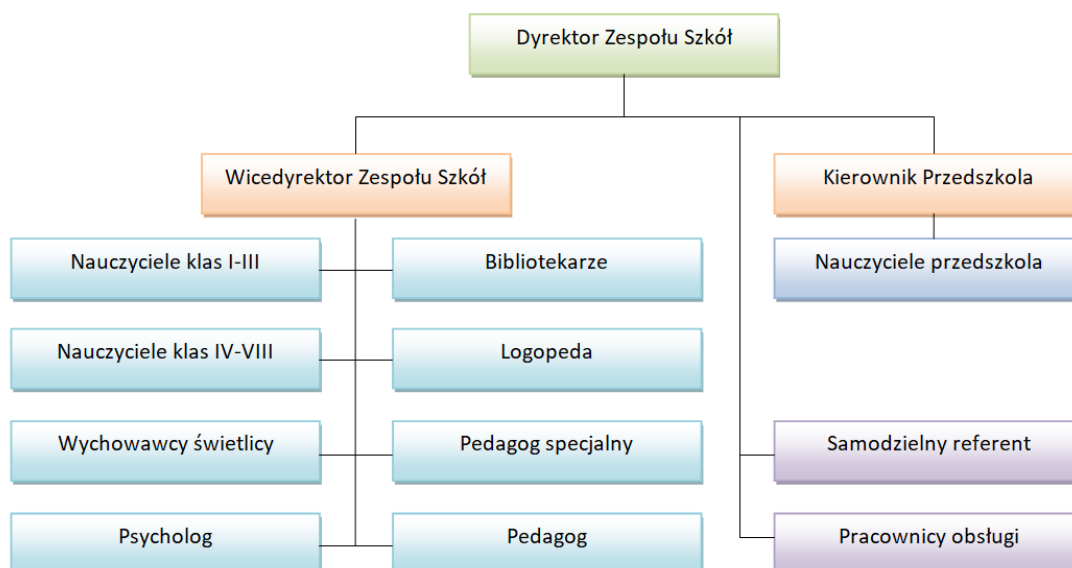 Dyrektor Zespołu Szkół
Wicedyrektor Zespołu Szkół
Kierownik Przedszkola
Nauczyciele klas I-III
Bibliotekarze
Nauczyciele przedszkola
Nauczyciele klas IV-VIII
Logopeda
Wychowawcy świetlicy
Pedagog specjalny
Samodzielny referent
Psycholog
Pedagog
Pracownicy obsługi